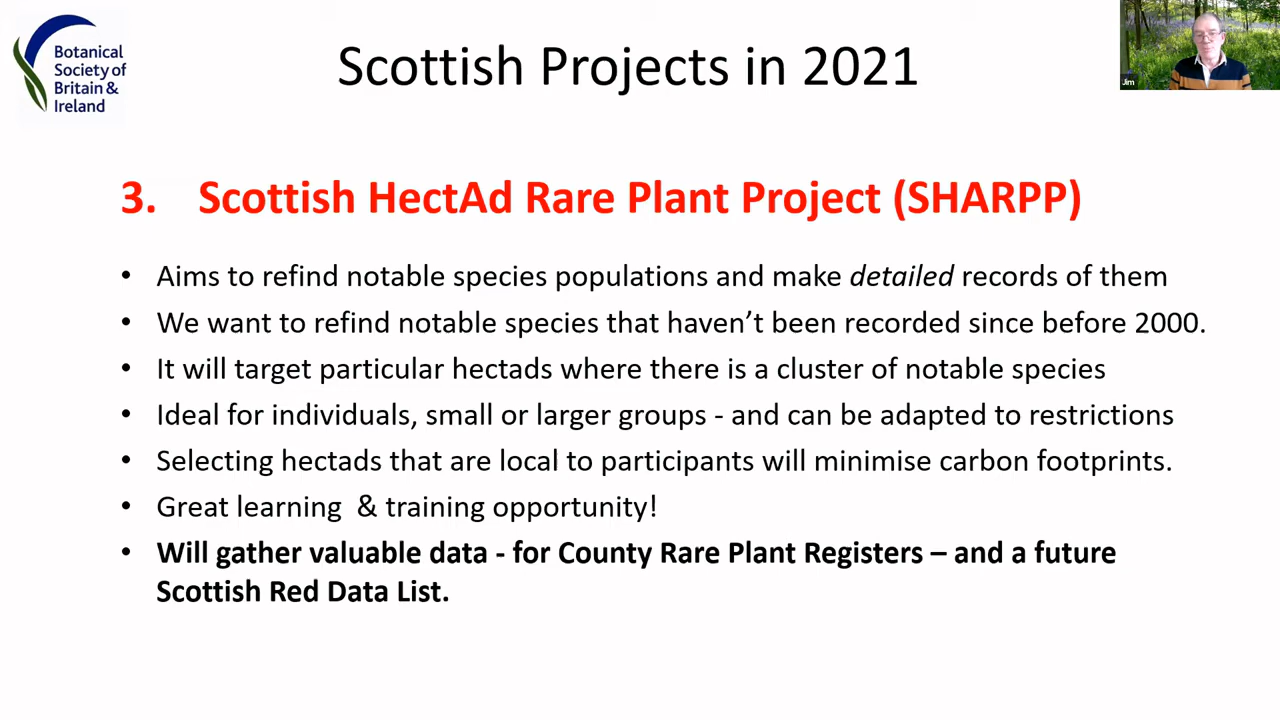 Botanical
Society of
Britain &
Ireland
Scottish Projects in 2021
Jim
3. Scottish HectAd Rare Plant Project (SHARPP)
• Aims to refind notable species populations and make detailed records of them
• We want to refind notable species that haven’t been recorded since before 2000.
• It will target particular hectads where there is a cluster of notable species
• Ideal for individuals, small or larger groups - and can be adapted to restrictions
• Selecting hectads that are local to participants will minimise carbon footprints.
• Great learning & training opportunity!
• Will gather valuable data - for County Rare Plant Registers – and a future
Scottish Red Data List.